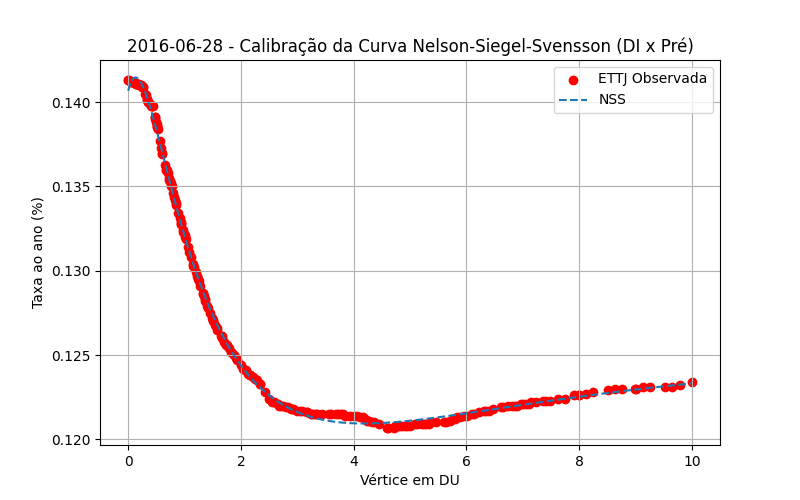 2016-06-28 - Calibração da Curva Nelson-Siegel-Svensson (DI x Pré)
ETTJ Observada
NSS
Taxa ao ano (%)
0.140
0.135
0.130
0.125
0.120
0 2 4 6 8 10
Vértice em DU